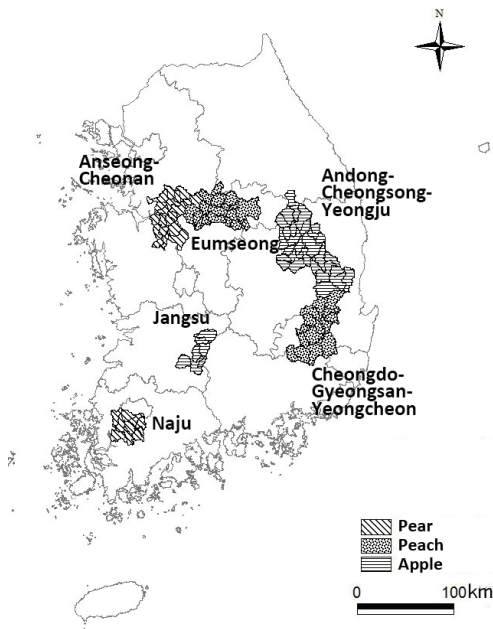 N
Anseong-
Cheonan
Andong-
Cheongsong-
Yeongju
Eumseong
Jangsu
Cheongdo-
Gyeongsan-
Yeongcheon
Naju
Pear
Peach
Apple
0 100km